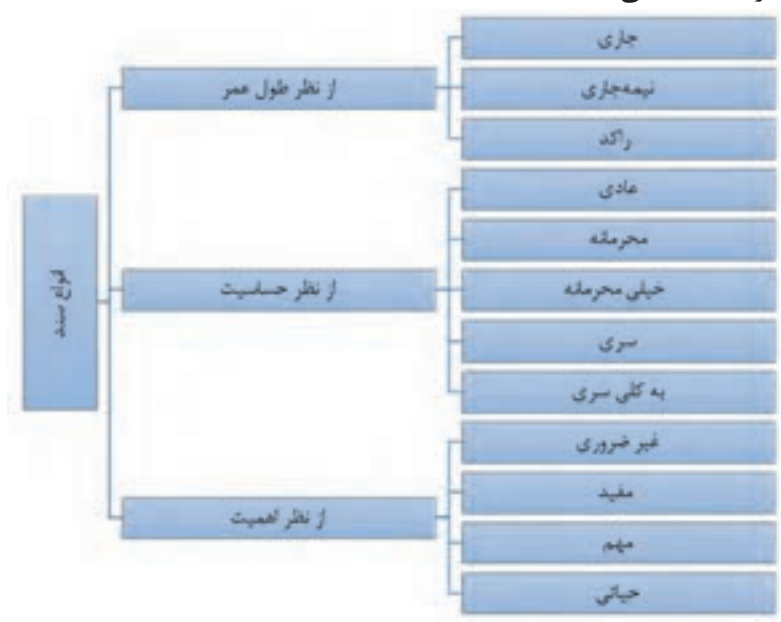 انواع سند
از نظر طول عمر
جاری
نیمه‌جاری
راکد
از نظر حساسیت
عادی
محرمانه
خیلی محرمانه
سری
به کلی سری
از نظر اهمیت
غیر ضروری
مفید
مهم
حیاتی